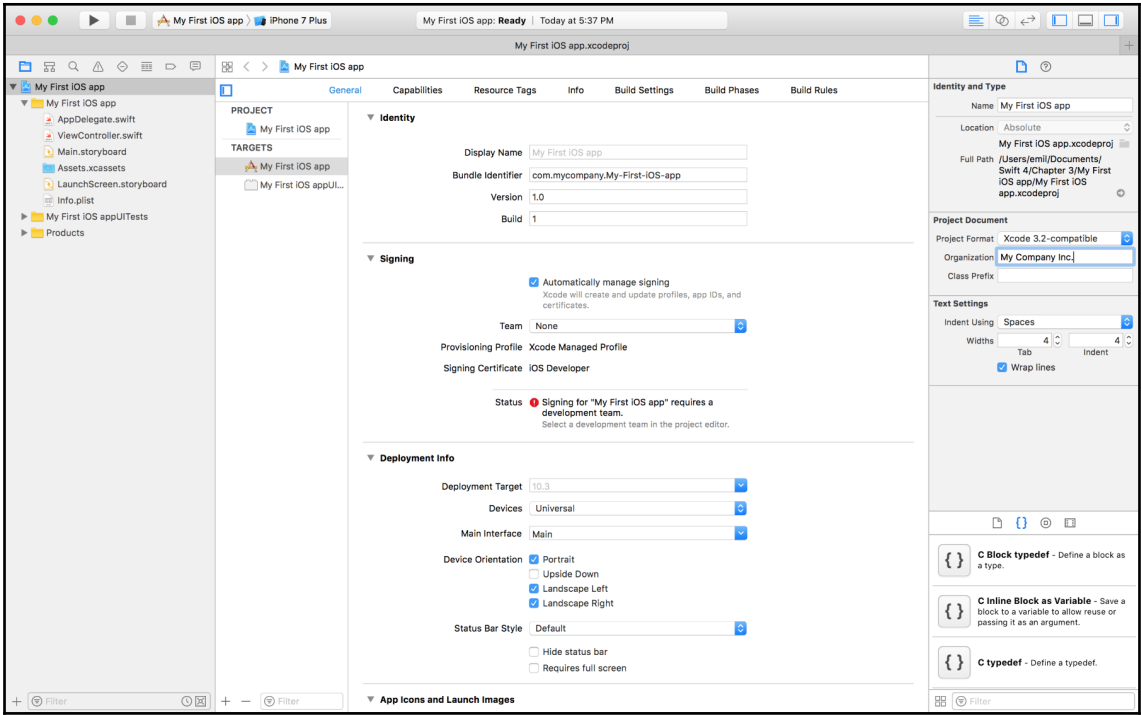 My First iOS app 〉 iPhone 7 Plus
My First iOS app: Ready | Today at 5:37 PM
My First iOS app.xcodeproj
My First iOS app
My First iOS app
AppDelegate.swift
ViewController.swift
Main.storyboard
Assets.xcassets
LaunchScreen.storyboard
Info.plist
My First iOS appUITests
Products
Filter
My First iOS app
General Capabilities Resource Tags Info Build Settings Build Phases Build Rules
PROJECT
My First iOS app
TARGETS
My First iOS app
My First iOS appUI...
Filter
Identity
Display Name My First iOS app
Bundle Identifier com.mycompany.My-First-iOS-app
Version 1.0
Build 1
Signing
Automatically manage signing
Xcode will create and update profiles, app IDs, and
certificates.
Team None
Provisioning Profile Xcode Managed Profile
Signing Certificate iOS Developer
Status Signing for "My First iOS app" requires a
development team.
Select a development team in the project editor.
Deployment Info
Deployment Target 10.3
Devices Universal
Main Interface Main
Device Orientation Portrait
Upside Down
Landscape Left
Landscape Right
Status Bar Style Default
Hide status bar
Requires full screen
App Icons and Launch Images
Identity and Type
Name My First iOS app
Location Absolute
My First iOS app.xcodeproj
Full Path /Users/emil/Documents/
Swift 4/Chapter 3/My First
iOS app/My First iOS
app.xcodeproj
Project Document
Project Format Xcode 3.2-compatible
Organization My Company Inc.
Class Prefix
Text Settings
Indent Using Spaces
Widths 4 4
Tab Indent
Wrap lines
{ }
{ } C Block typedef - Define a block as
a type.
{ } C Inline Block as Variable - Save a
block to a variable to allow reuse or
passing it as an argument.
{ } C typedef - Define a typedef.
Filter